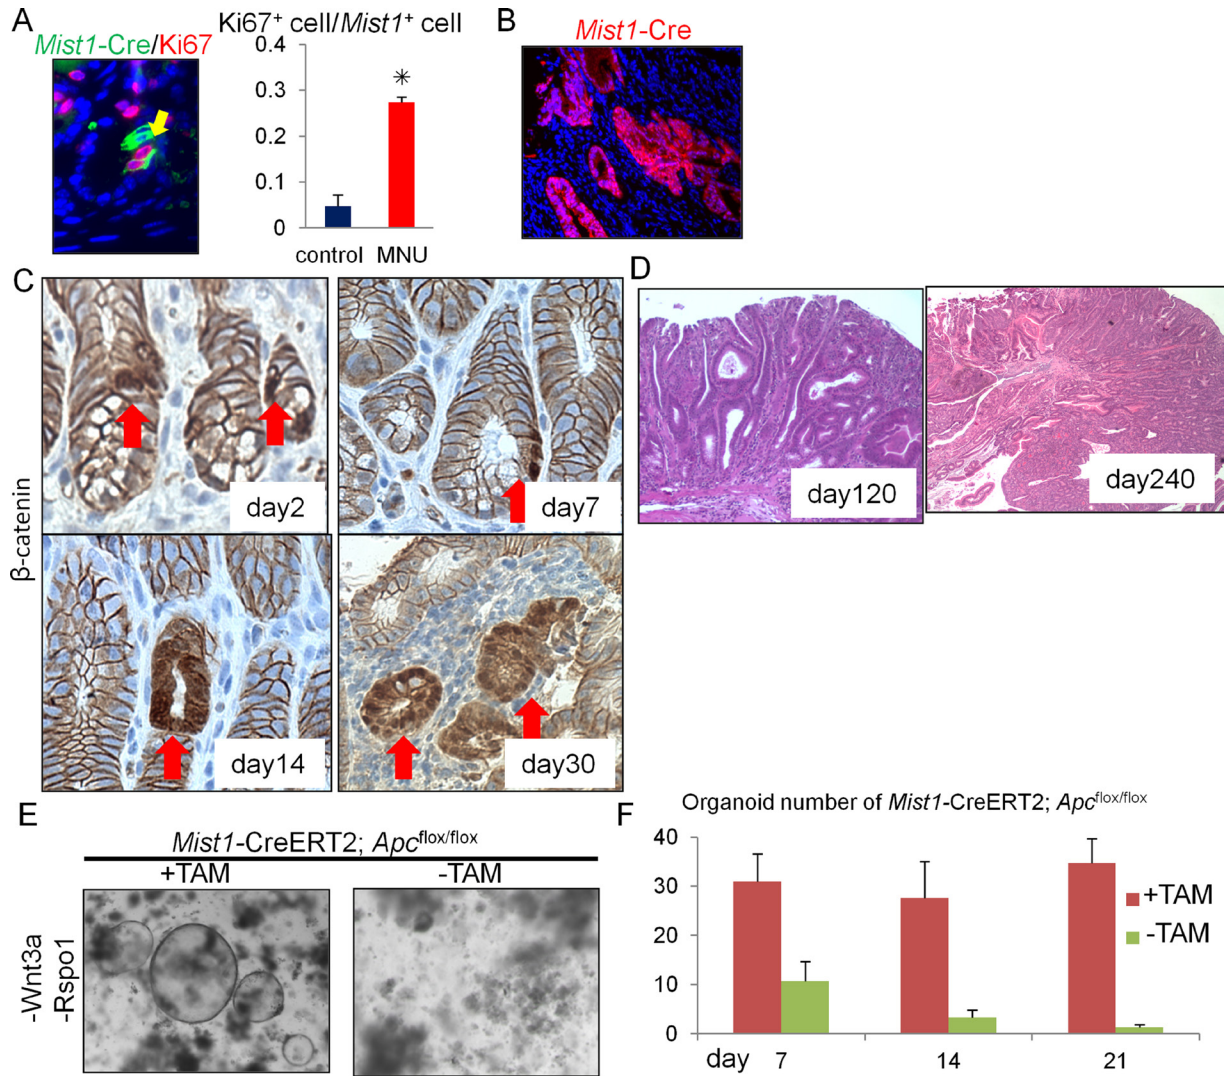 A
Mist1-Cre/Ki67
Ki67+ cell/Mist1+ cell
0.4
0.3
0.2
0.1
0
*
control MNU
B
Mist1-Cre
C
β-catenin
day2
day7
day14
day30
D
day120
day240
E
Mist1-CreERT2; Apcflox/flox
+TAM
-TAM
-Wnt3a
-Rspo1
F
Organoid number of Mist1-CreERT2; Apcflox/flox
40
30
20
10
0
day 7 14 21
+TAM
-TAM